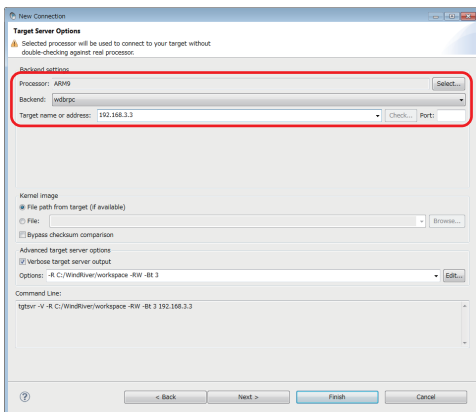 New Connection
Target Server Options
Selected processor will be used to connect to your target without
double-checking against real processor.
Backend settings
Processor: ARM9 Select...
Backend: wdbrpc
Target name or address: 192.168.3.3 Check... Port:
Kernel image
File path from target (if available)
File: Browse...
Bypass checksum comparison
Advanced target server options
Verbose target server output
Options: -R C:/WindRiver/workspace -RW -Bt 3 Edit...
Command Line:
tgtsvr -V -R C:/WindRiver/workspace -RW -Bt 3 192.168.3.3
? < Back Next > Finish Cancel